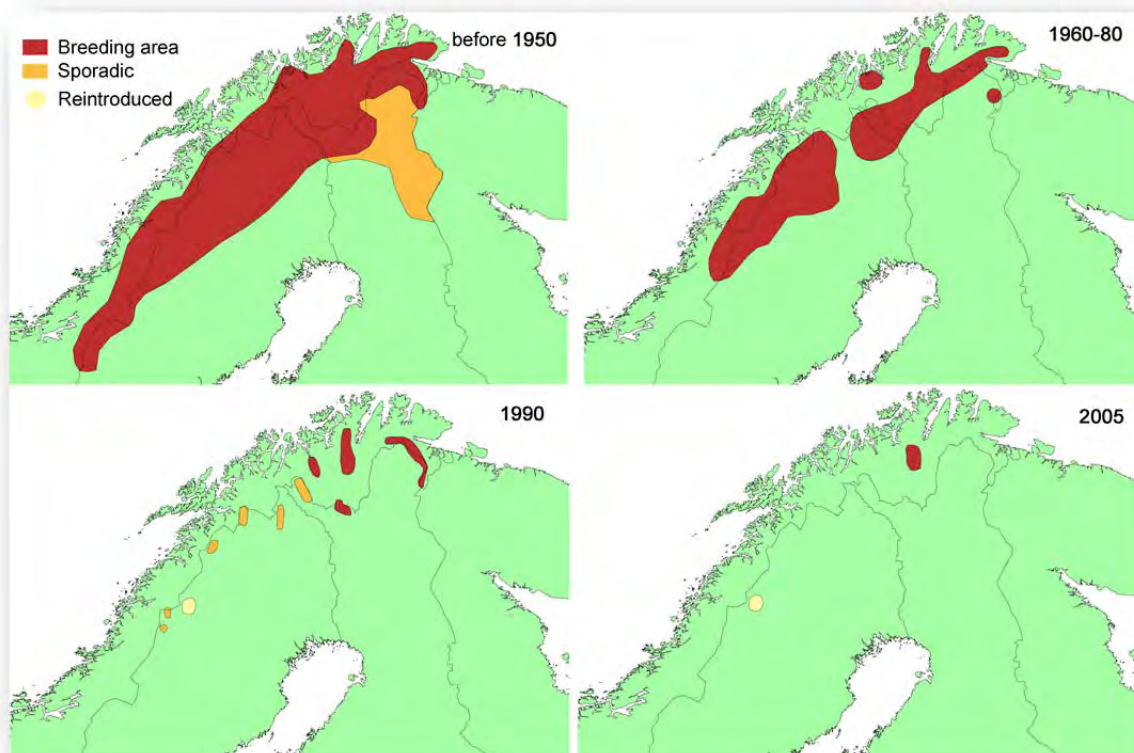 Breeding area
Sporadic
Reintroduced
before 1950
1960-80
1990
2005